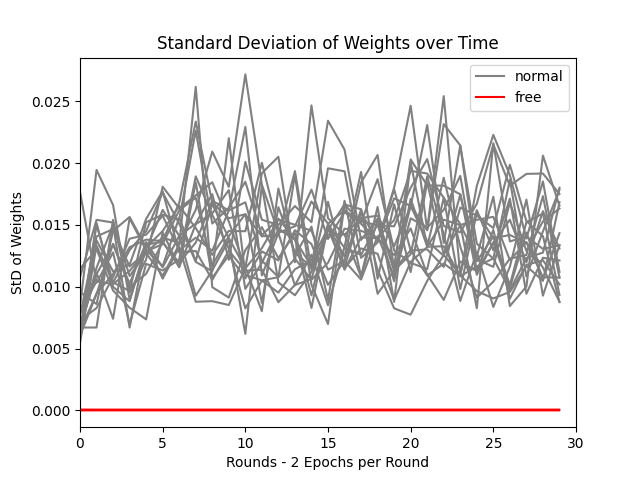 Standard Deviation of Weights over Time
normal
free
StD of Weights
0.025
0.020
0.015
0.010
0.005
0.000
0
5
10
15
20
25
30
Rounds - 2 Epochs per Round